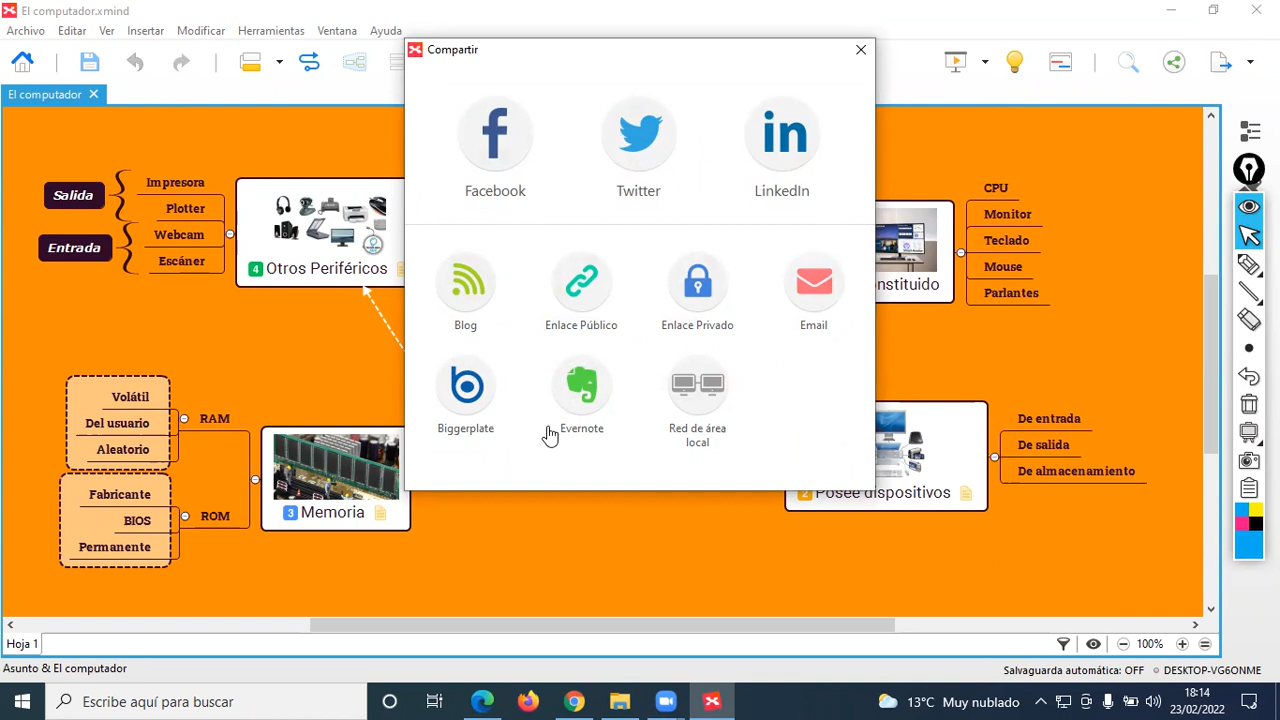 El computador.xmind
Archivo Editar Ver Insertar Modificar Herramientas Ventana Ayuda
Compartir
El computador
Facebook Twitter LinkedIn
Blog Enlace Público Enlace Privado Email
Biggerplate Evernote Red de área
local
Salida
Entrada
Impresora
Plotter
Webcam
Escáner
4 Otros Periféricos
Volátil
Del usuario
Aleatorio
RAM
Fabricante
BIOS
Permanente
ROM
3 Memoria
CPU
Monitor
Teclado
Mouse
Parlantes
De entrada
De salida
De almacenamiento
2 Posee dispositivos
Hoja 1
100%
Asunto & El computador
Salvaguarda automática: OFF DESKTOP-VG6ONME
Escribe aquí para buscar
13°C Muy nublado
18:14
23/02/2022